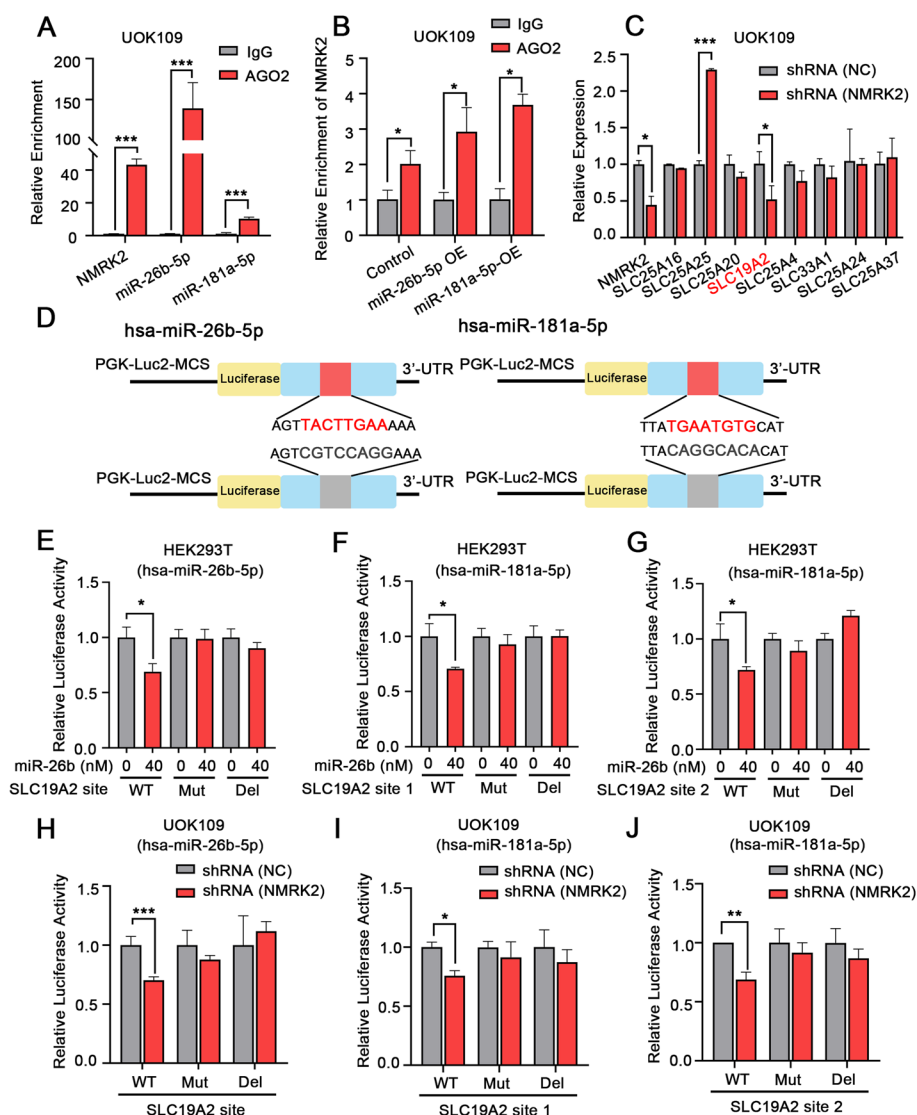 A
UOK109
IgG
AGO2
Relative Enrichment
200
150
100
50
40
20
0
***
***
***
NMRK2
miR-26b-5p
miR-181a-5p
B
UOK109
IgG
AGO2
Relative Enrichment of NMRK2
6
5
4
3
2
1
0
*
*
*
Control
miR-26b-5p OE
miR-181a-5p-OE
C
UOK109
shRNA (NC)
shRNA (NMRK2)
Relative Expression
2.5
2.0
1.5
1.0
0.5
0.0
*
***
*
NMRK2
SLC25A16
SLC25A25
SLC25A20
SLC19A2
SLC25A4
SLC33A1
SLC25A24
SLC25A37
D
hsa-miR-26b-5p
PGK-Luc2-MCS
Luciferase
3'-UTR
AGTTACTTGAAAAA
AGTCGTCCAGGAAA
PGK-Luc2-MCS
Luciferase
3'-UTR
hsa-miR-181a-5p
PGK-Luc2-MCS
Luciferase
3'-UTR
TTATGAATGTGCAT
TTACAGGCACACAT
PGK-Luc2-MCS
Luciferase
3'-UTR
E
HEK293T
(hsa-miR-26b-5p)
Relative Luciferase Activity
1.5
1.0
0.5
0.0
*
miR-26b (nM) 0 40 0 40 0 40
SLC19A2 site WT Mut Del
F
HEK293T
(hsa-miR-181a-5p)
Relative Luciferase Activity
1.5
1.0
0.5
0.0
*
miR-26b (nM) 0 40 0 40 0 40
SLC19A2 site 1 WT Mut Del
G
HEK293T
(hsa-miR-181a-5p)
Relative Luciferase Activity
1.5
1.0
0.5
0.0
*
miR-26b (nM) 0 40 0 40 0 40
SLC19A2 site 2 WT Mut Del
H
UOK109
(hsa-miR-26b-5p)
shRNA (NC)
shRNA (NMRK2)
Relative Luciferase Activity
1.5
1.0
0.5
0.0
***
WT Mut Del
SLC19A2 site
I
UOK109
(hsa-miR-181a-5p)
shRNA (NC)
shRNA (NMRK2)
Relative Luciferase Activity
1.5
1.0
0.5
0.0
*
WT Mut Del
SLC19A2 site 1
J
UOK109
(hsa-miR-181a-5p)
shRNA (NC)
shRNA (NMRK2)
Relative Luciferase Activity
1.5
1.0
0.5
0.0
**
WT Mut Del
SLC19A2 site 2